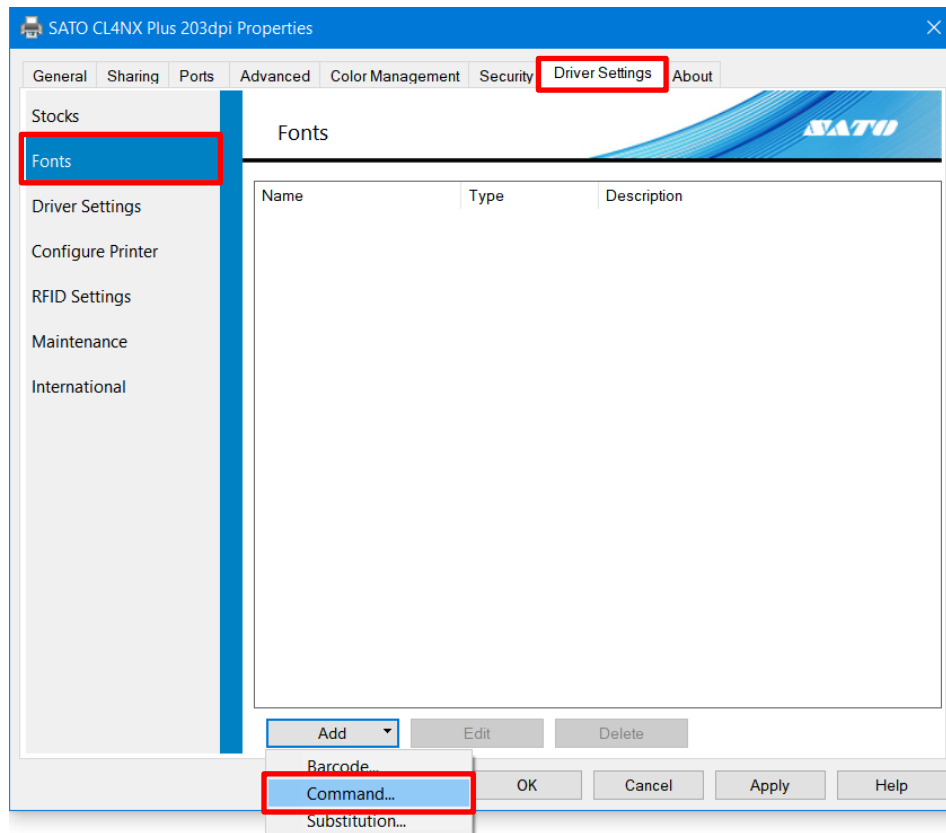 SATO CL4NX Plus 203dpi Properties
General Sharing Ports Advanced Color Management Security Driver Settings About
Stocks
Fonts
Driver Settings
Configure Printer
RFID Settings
Maintenance
International
Fonts
SATO
Name Type Description
Add Edit Delete
Barcode...
Command...
Substitution...
OK Cancel Apply Help